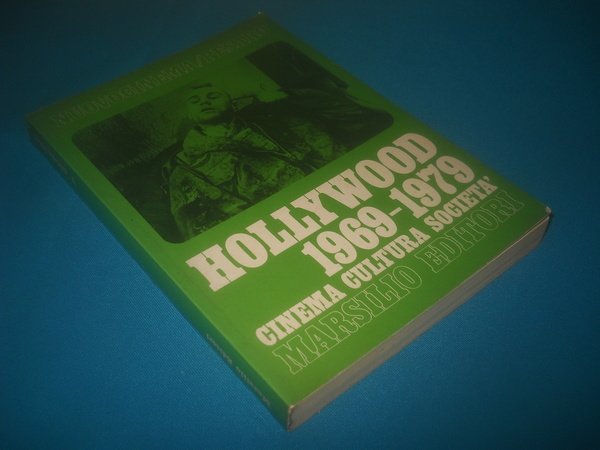 HOLLYWOOD
1969-1979
CINEMA CULTURA SOCIETA'
MARSILIO EDITORI